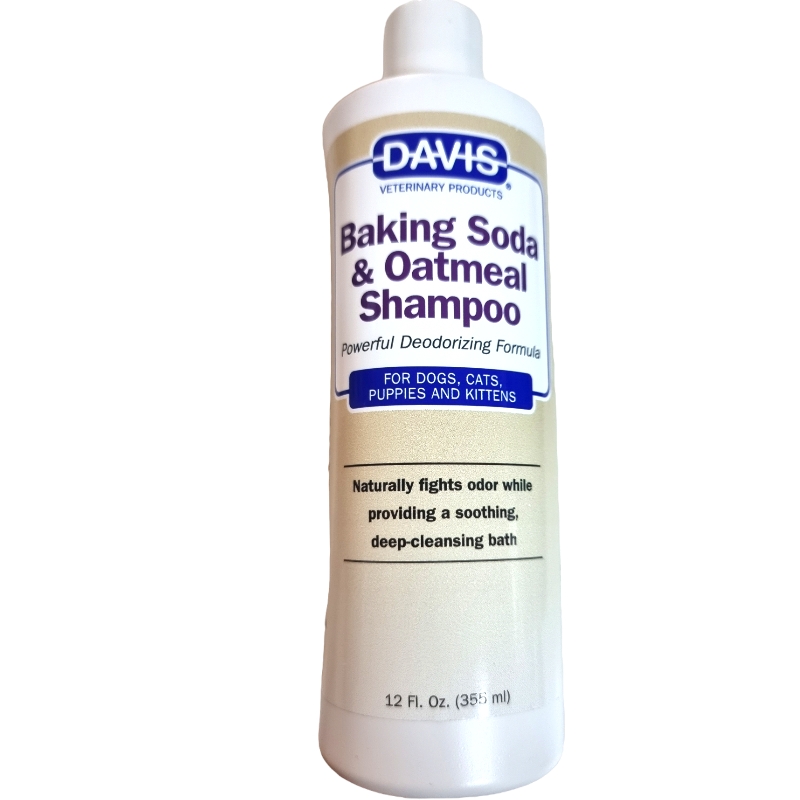 DAVIS
VETERINARY PRODUCTS®
Baking Soda
& Oatmeal
Shampoo
Powerful Deodorizing Formula
FOR DOGS, CATS,
PUPPIES AND KITTENS
Naturally fights odor while
providing a soothing,
deep-cleansing bath
12 Fl. Oz. (355 ml)